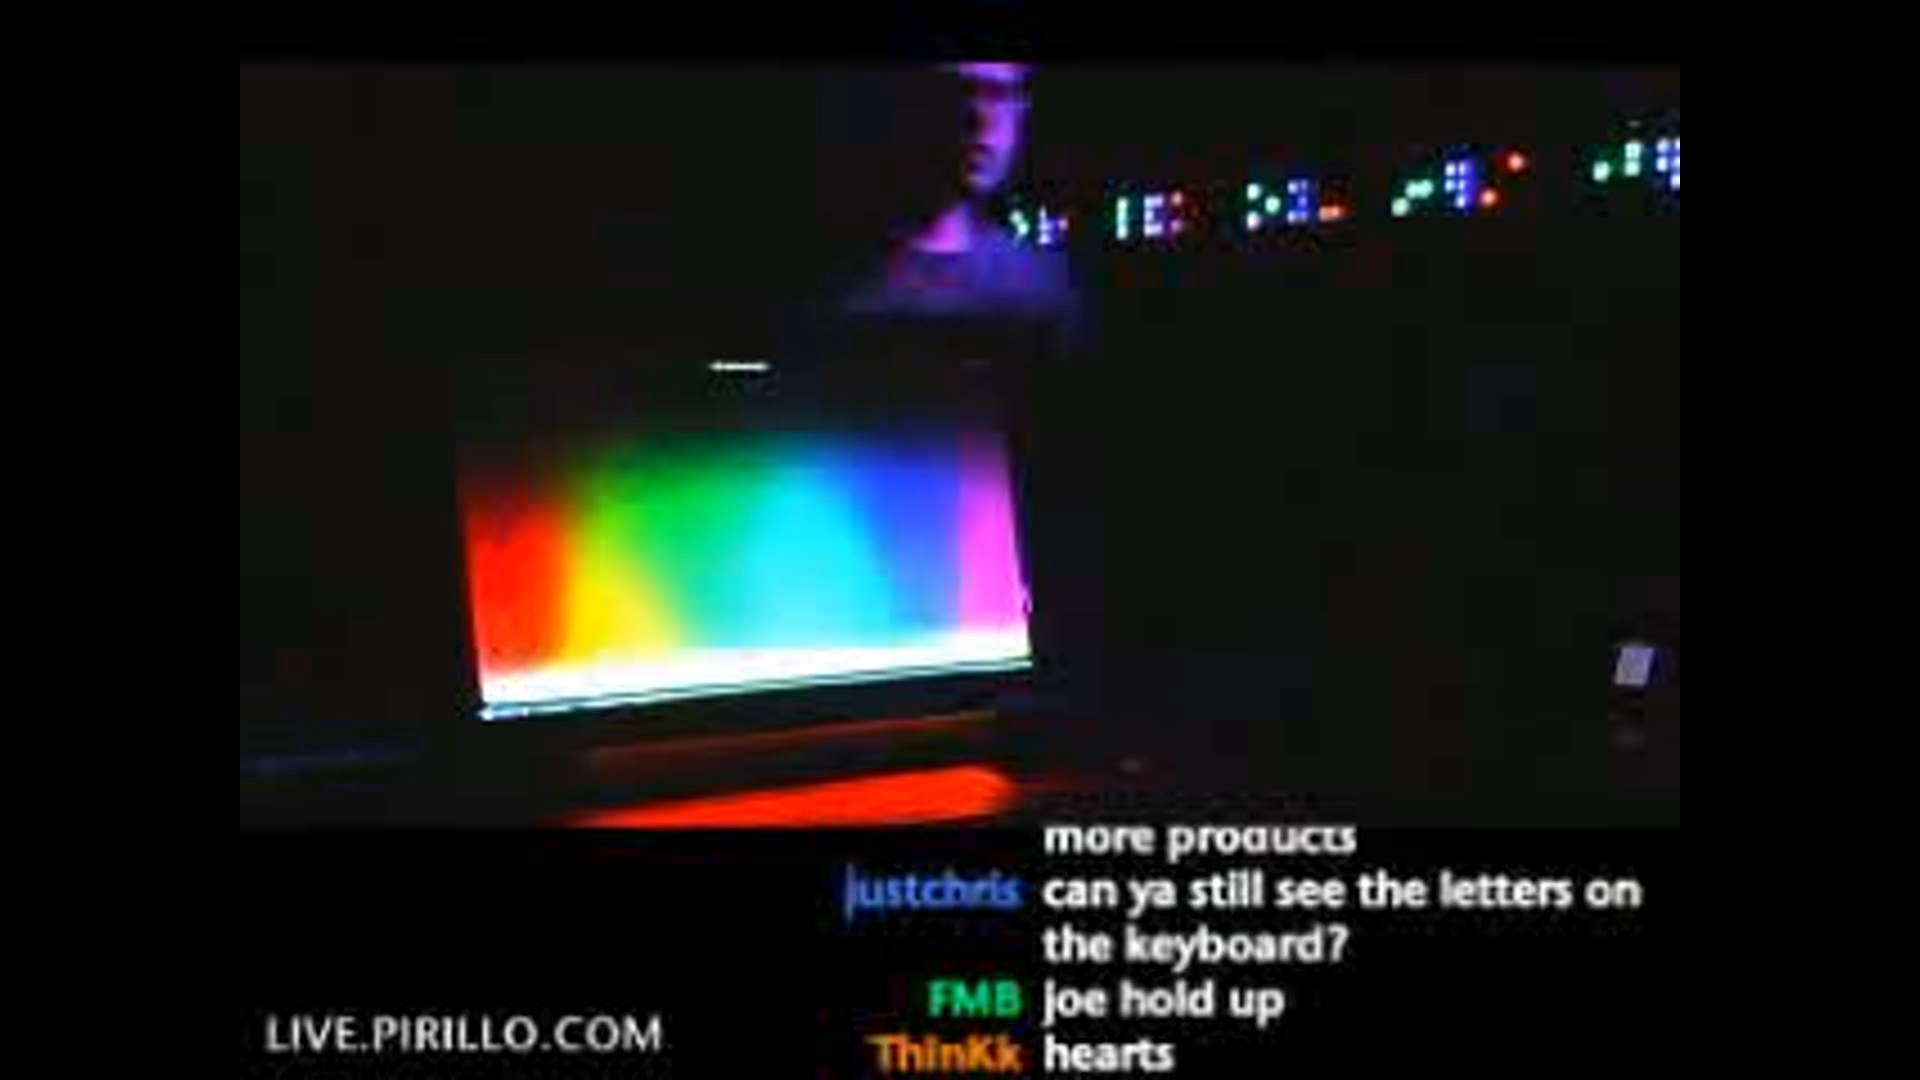 more products
justchris can ya still see the letters on
the keyboard?
FMB joe hold up
LIVE.PIRILLO.COM
ThinKk hearts